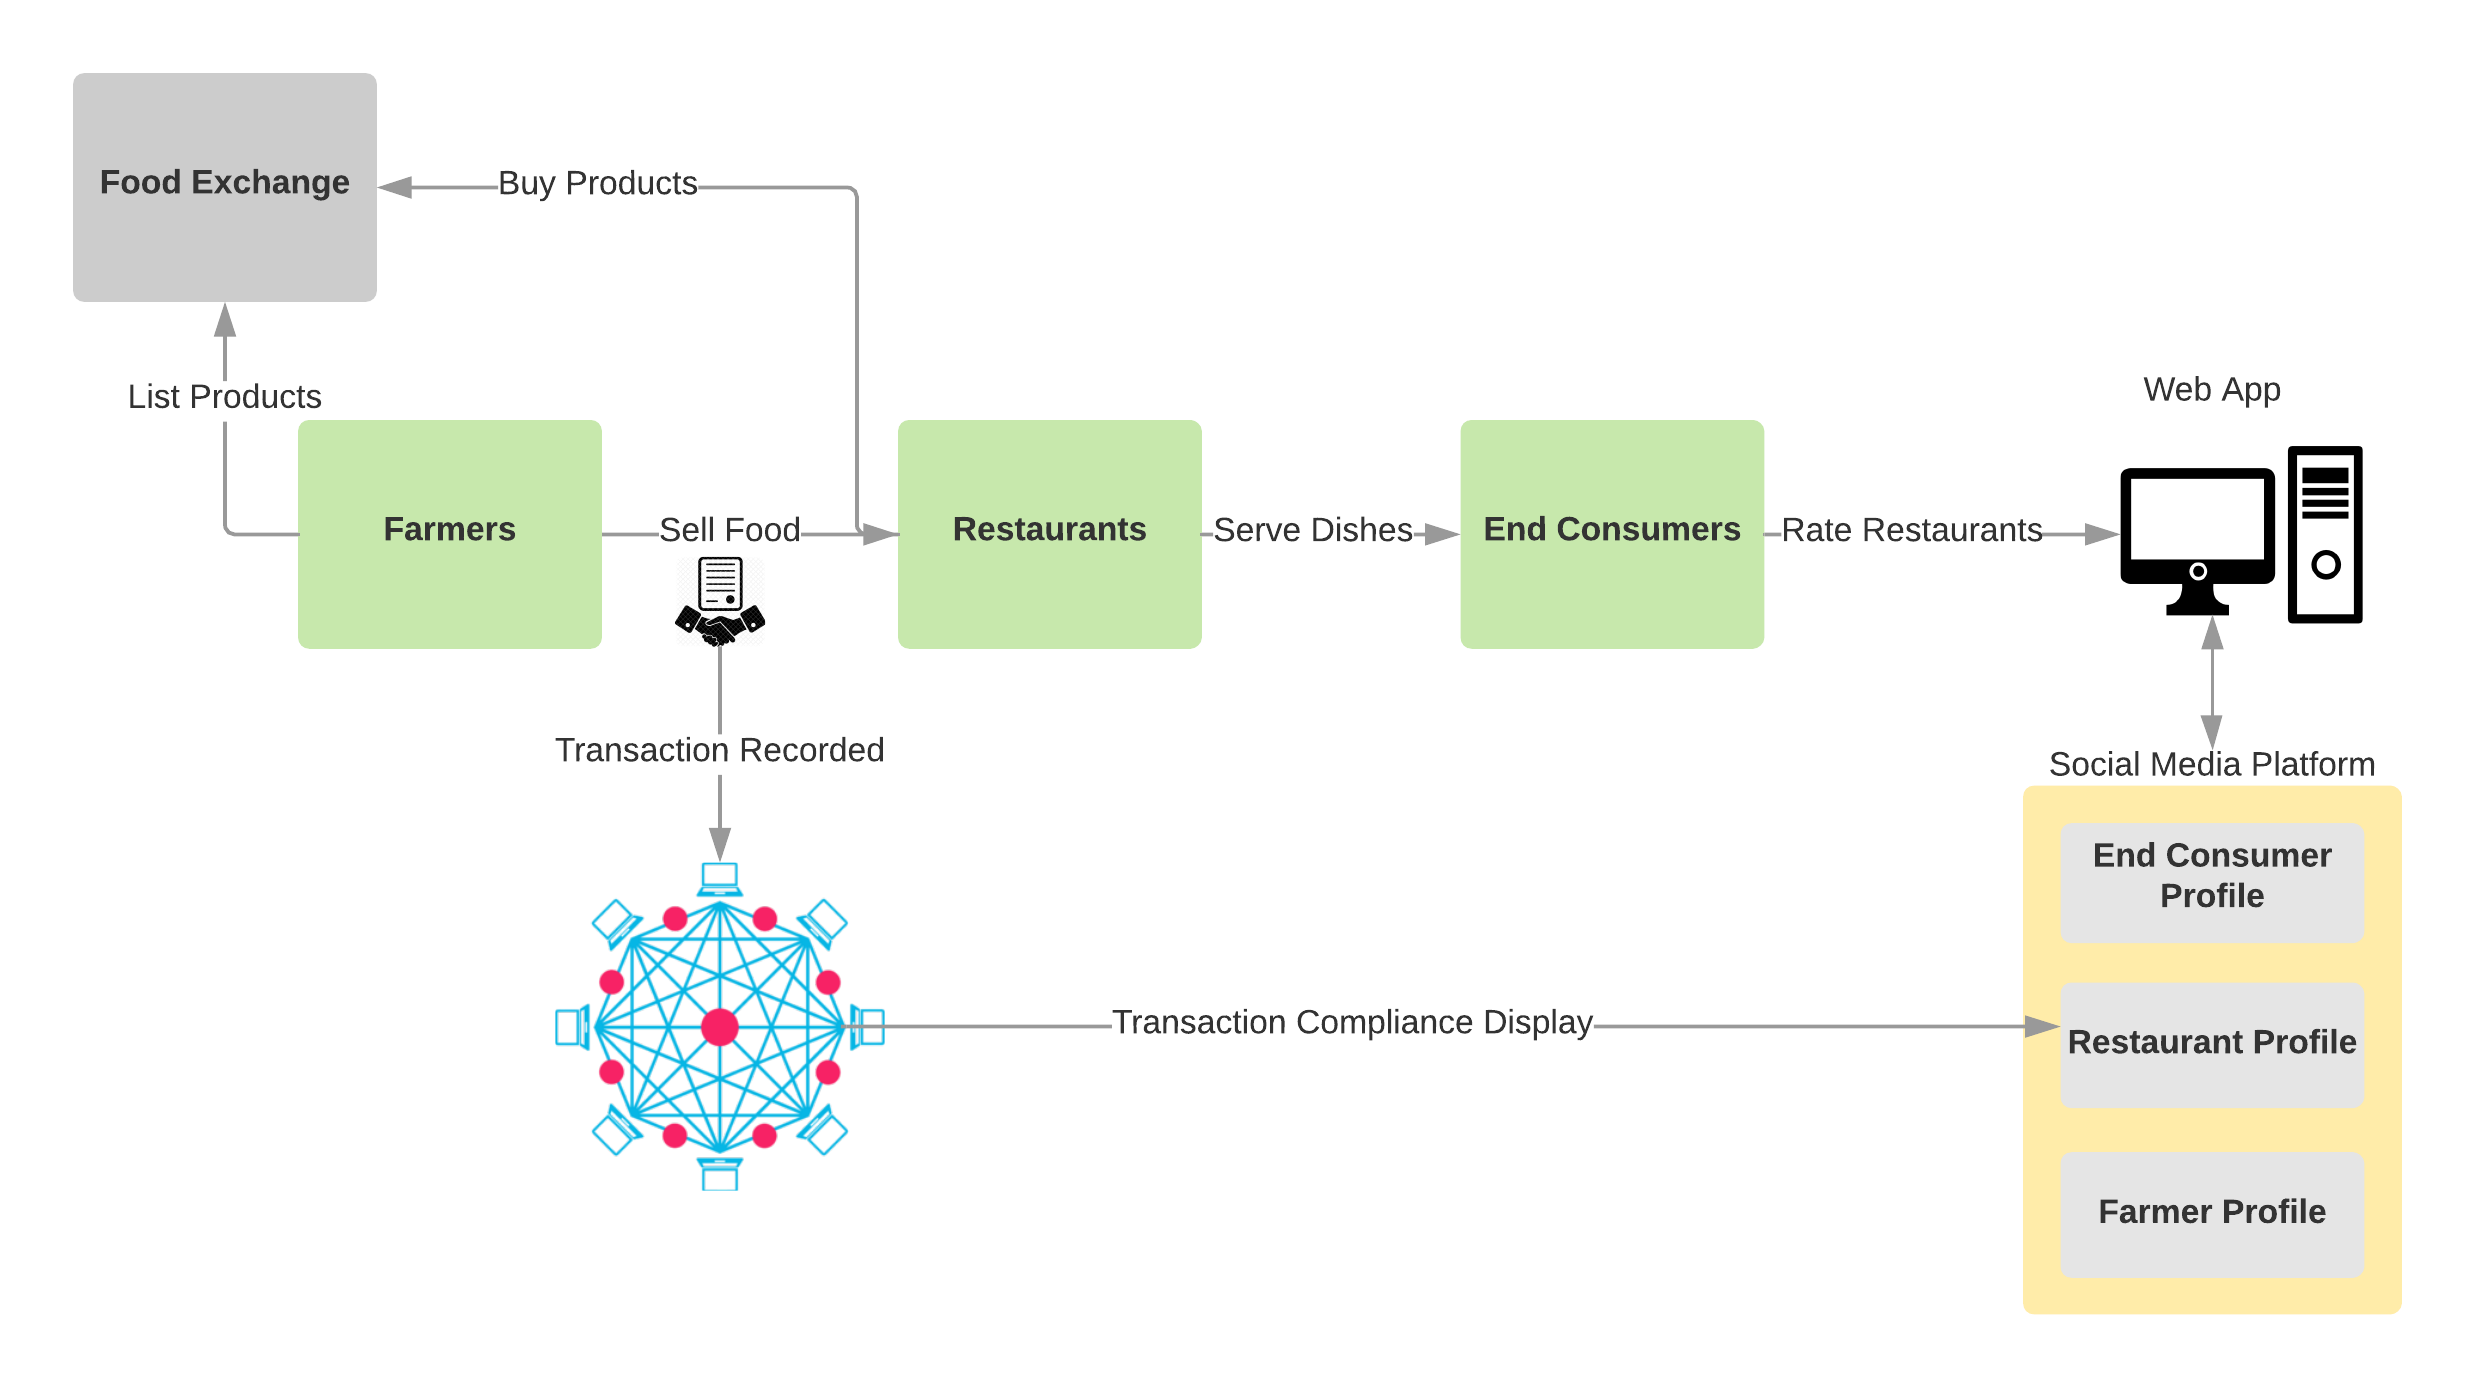 Food Exchange
Buy Products
List Products
Web App
Farmers
Sell Food
Restaurants
Serve Dishes
End Consumers
Rate Restaurants
Transaction Recorded
Social Media Platform
End Consumer
Profile
Transaction Compliance Display
Restaurant Profile
Farmer Profile